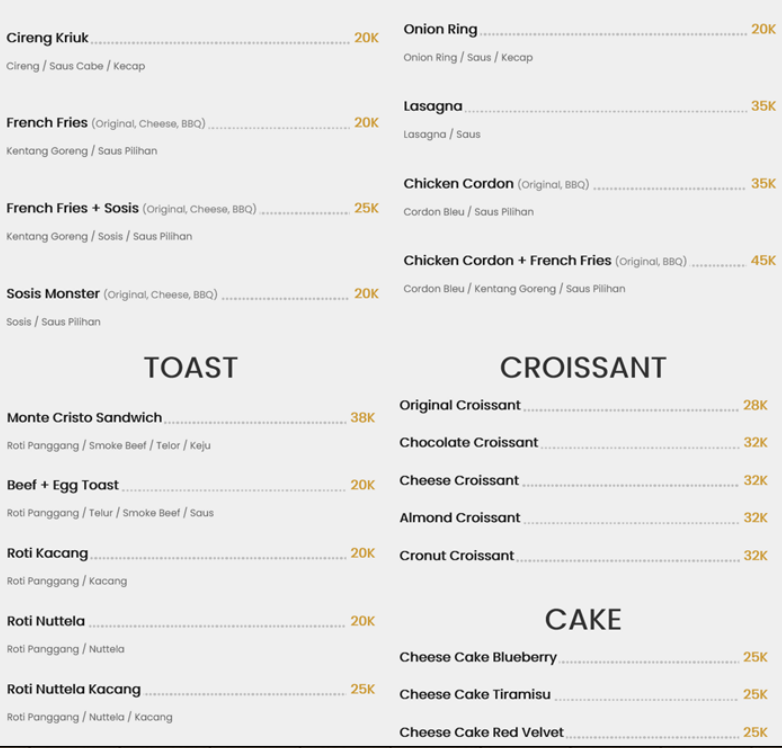 Cireng Kriuk 20K
Cireng / Saus Cabe / Kecap
French Fries (Original, Cheese, BBQ) 20K
Kentang Goreng / Saus Pilihan
French Fries + Sosis (Original, Cheese, BBQ) 25K
Kentang Goreng / Sosis / Saus Pilihan
Sosis Monster (Original, Cheese, BBQ) 20K
Sosis / Saus Pilihan
Onion Ring 20K
Onion Ring / Saus / Kecap
Lasagna 35K
Lasagna / Saus
Chicken Cordon (Original, BBQ) 35K
Cordon Bleu / Saus Pilihan
Chicken Cordon + French Fries (Original, BBQ) 45K
Cordon Bleu / Kentang Goreng / Saus Pilihan
TOAST
Monte Cristo Sandwich 38K
Roti Panggang / Smoke Beef / Telor / Keju
Beef + Egg Toast 20K
Roti Panggang / Telur / Smoke Beef / Saus
Roti Kacang 20K
Roti Panggang / Kacang
Roti Nuttela 20K
Roti Panggang / Nuttela
Roti Nuttela Kacang 25K
Roti Panggang / Nuttela / Kacang
CROISSANT
Original Croissant 28K
Chocolate Croissant 32K
Cheese Croissant 32K
Almond Croissant 32K
Cronut Croissant 32K
CAKE
Cheese Cake Blueberry 25K
Cheese Cake Tiramisu 25K
Cheese Cake Red Velvet 25K